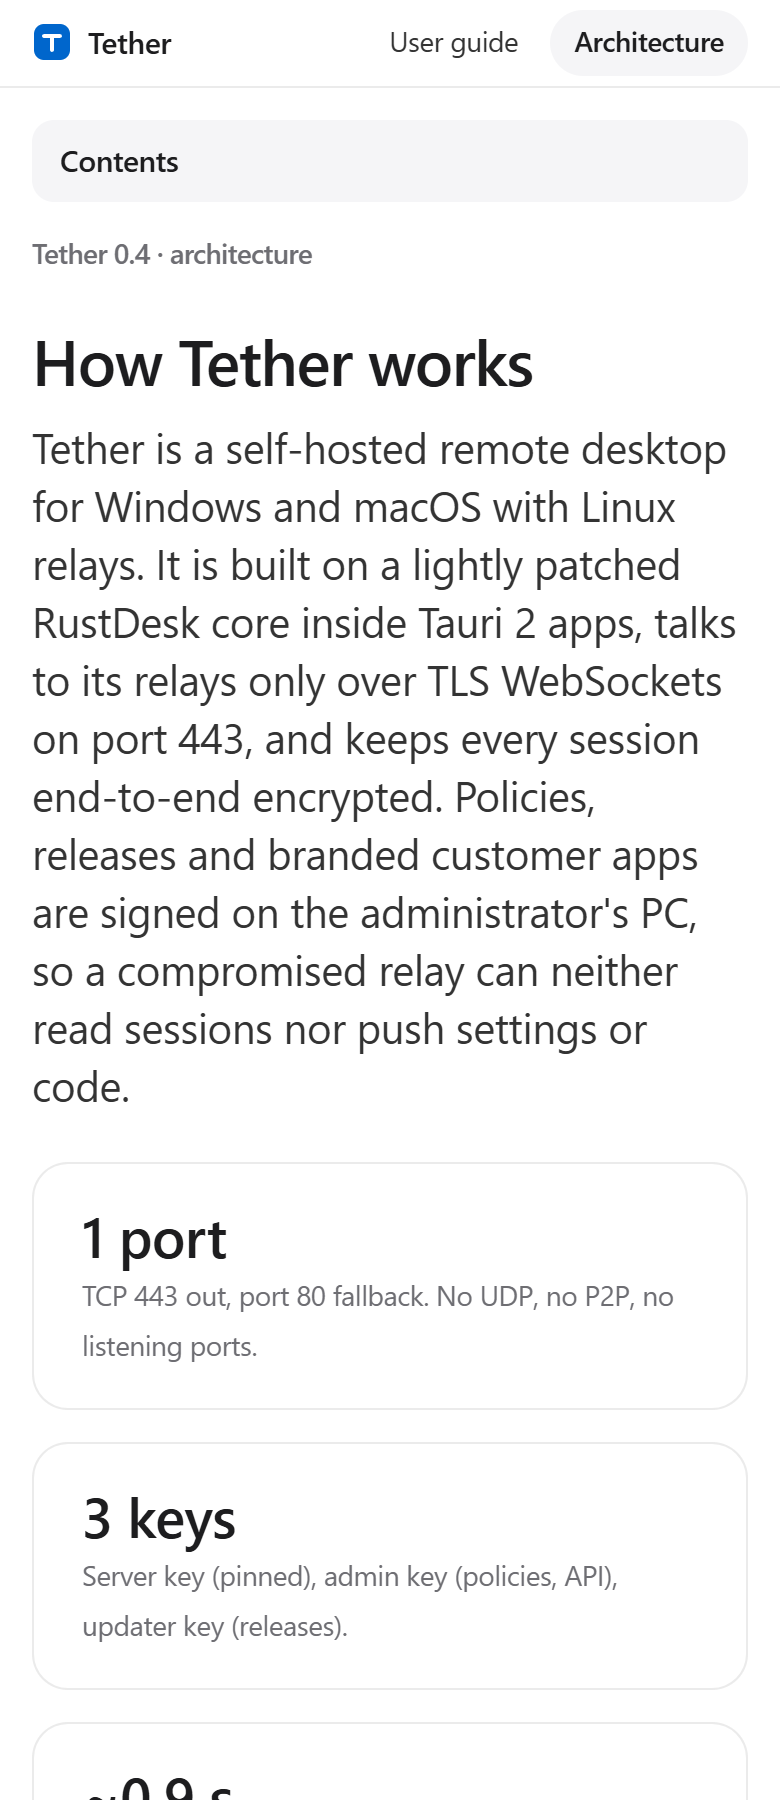 Tether
User guide
Architecture
Contents
Tether 0.4 · architecture
How Tether works
Tether is a self-hosted remote desktop
for Windows and macOS with Linux
relays. It is built on a lightly patched
RustDesk core inside Tauri 2 apps, talks
to its relays only over TLS WebSockets
on port 443, and keeps every session
end-to-end encrypted. Policies,
releases and branded customer apps
are signed on the administrator's PC,
so a compromised relay can neither
read sessions nor push settings or
code.
1 port
TCP 443 out, port 80 fallback. No UDP, no P2P, no
listening ports.
3 keys
Server key (pinned), admin key (policies, API),
updater key (releases).
~0.9 s